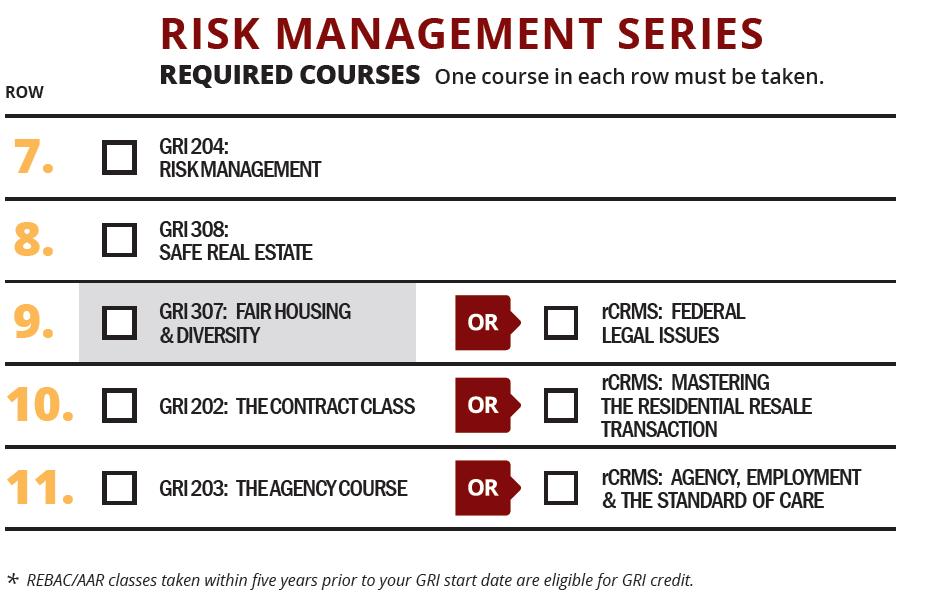 RISK MANAGEMENT SERIES
REQUIRED COURSES One course in each row must be taken.
ROW
7.
GRI 204:
RISK MANAGEMENT
8.
GRI 308:
SAFE REAL ESTATE
9.
GRI 307: FAIR HOUSING
& DIVERSITY
OR
rCRMS: FEDERAL
LEGAL ISSUES
10.
GRI 202: THE CONTRACT CLASS
OR
rCRMS: MASTERING
THE RESIDENTIAL RESALE
TRANSACTION
11.
GRI 203: THE AGENCY COURSE
OR
rCRMS: AGENCY, EMPLOYMENT
& THE STANDARD OF CARE
* REBAC/AAR classes taken within five years prior to your GRI start date are eligible for GRI credit.